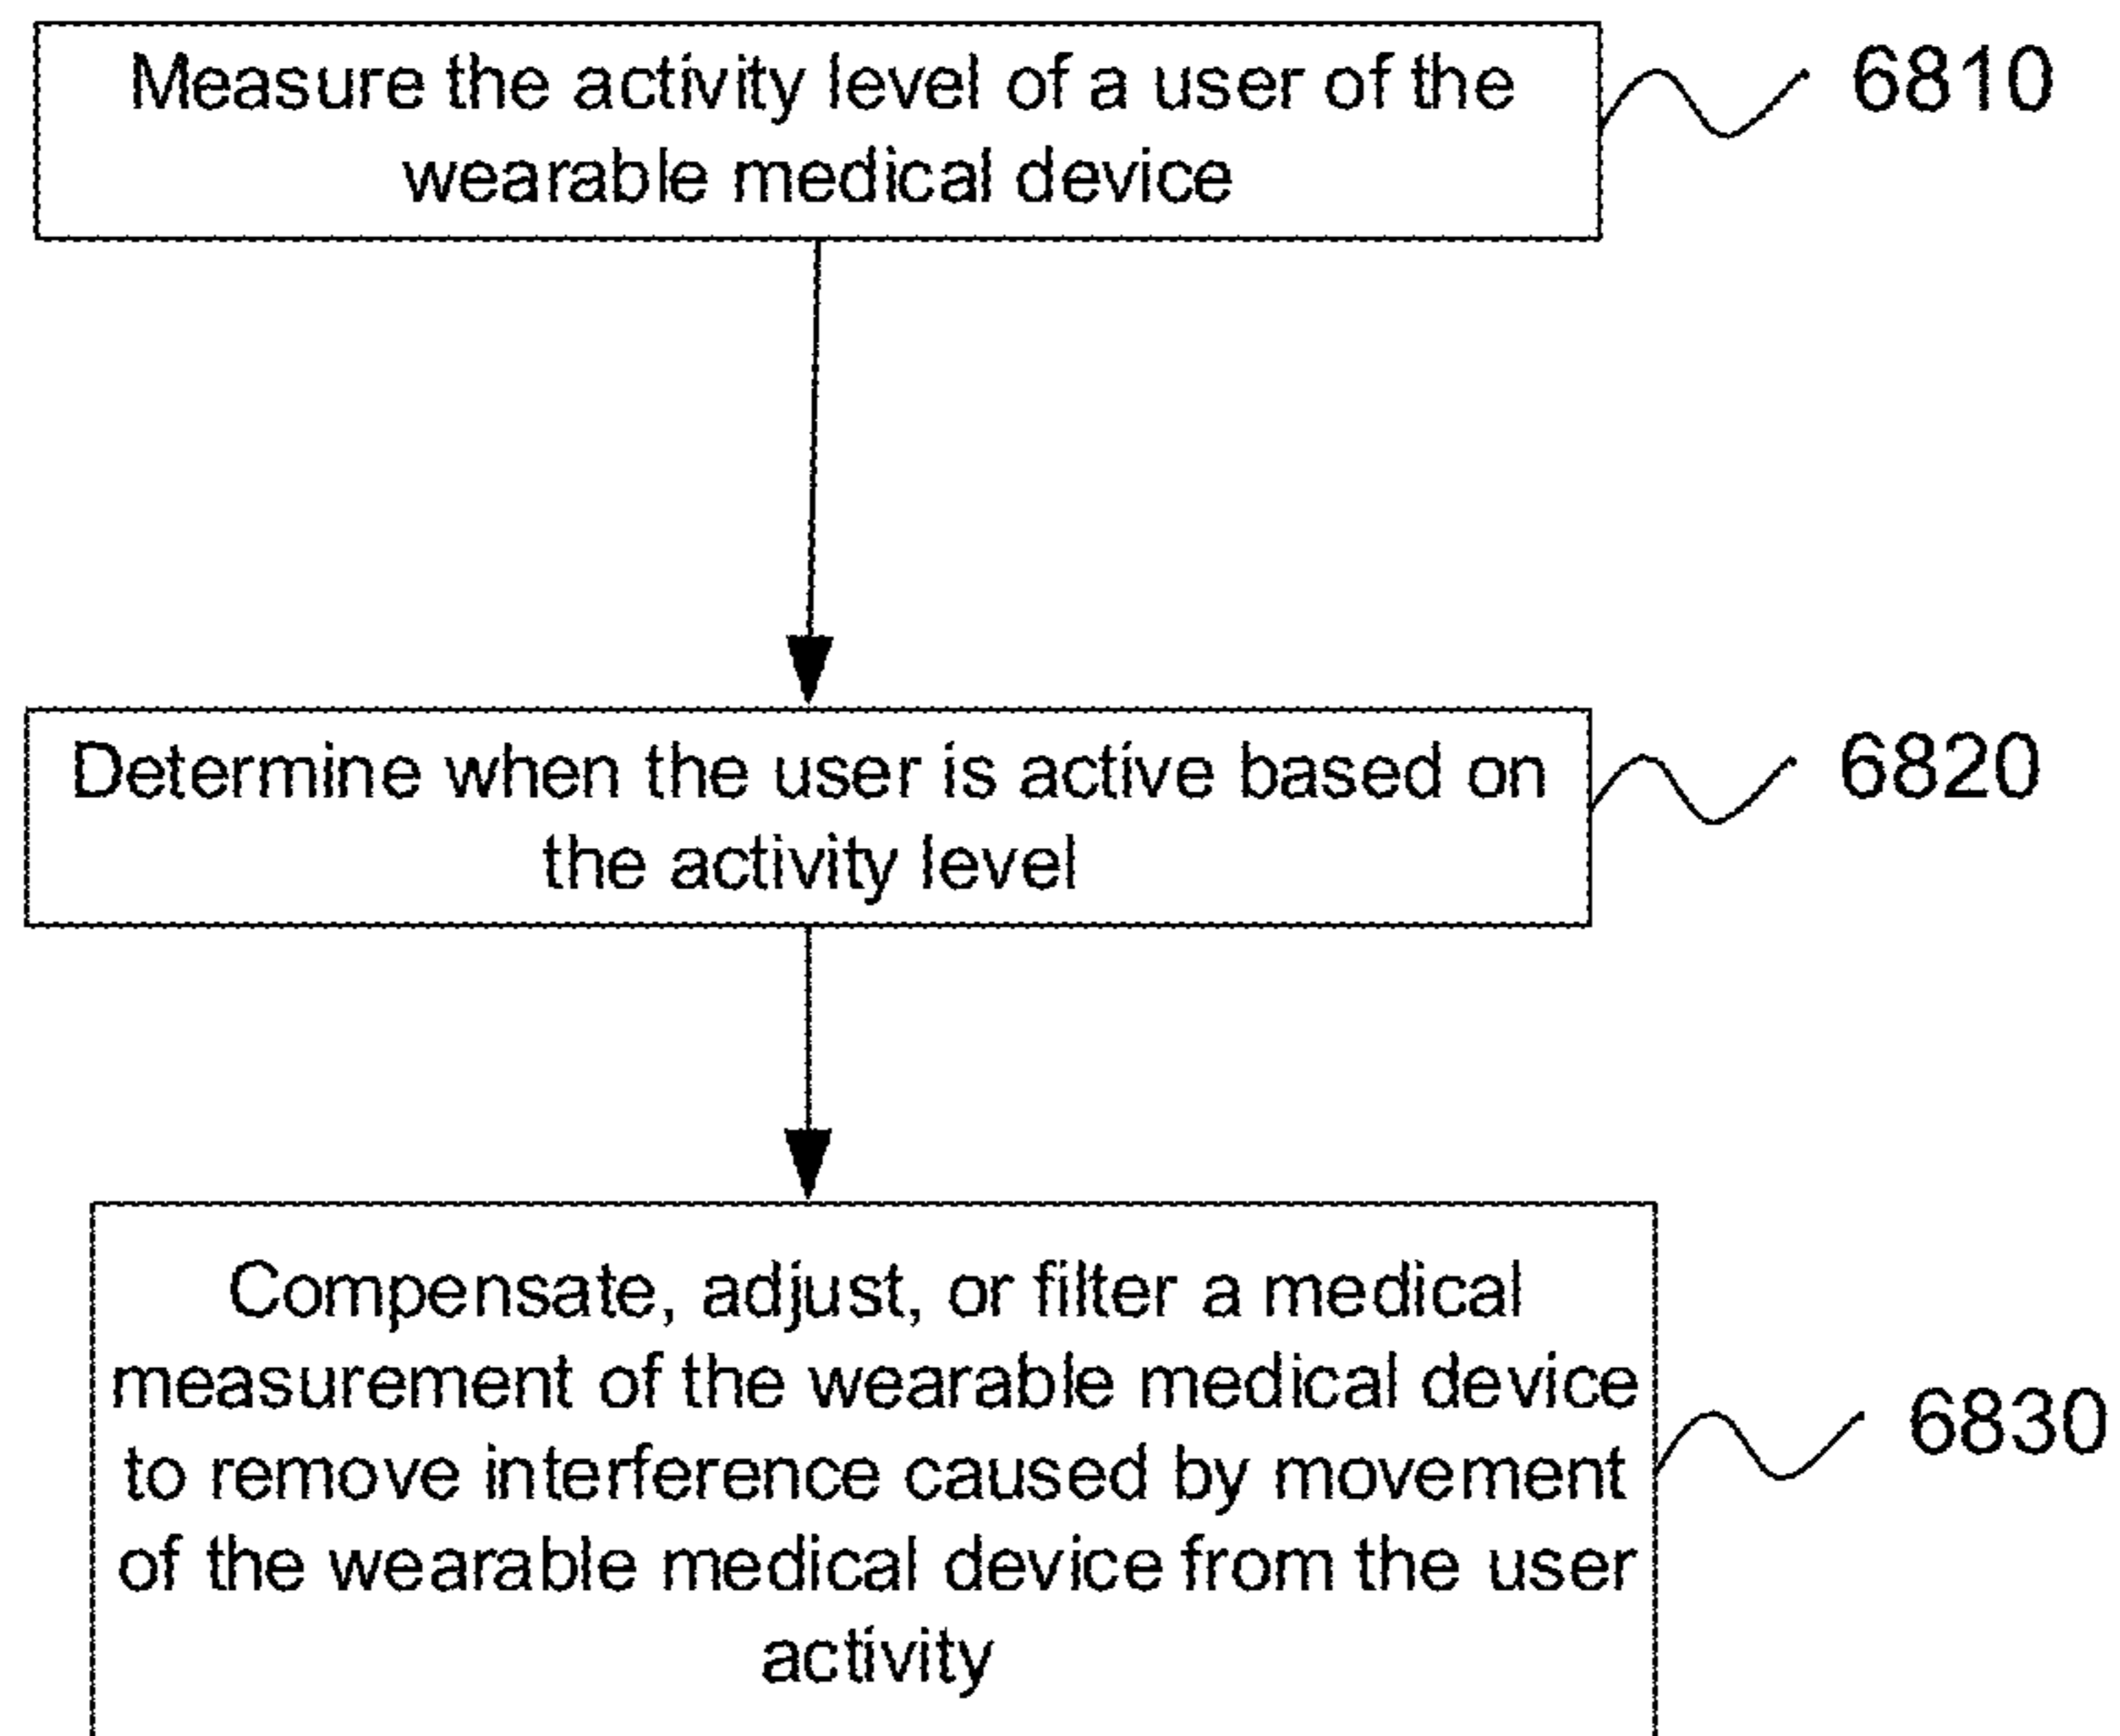 Measure the activity level of a user of the
wearable medical device
6810
Determine when the user is active based on
the activity level
6820
Compensate, adjust, or filter a medical
measurement of the wearable medical device
to remove interference caused by movement
of the wearable medical device from the user
activity
6830